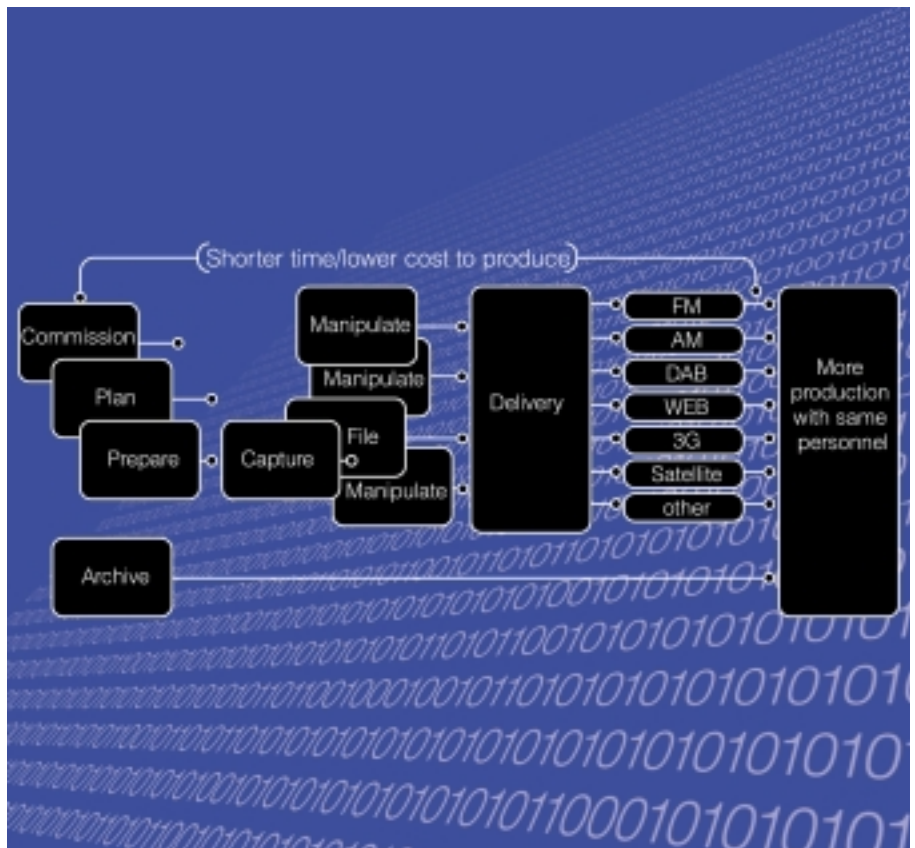 Shorter time/lower cost to produce
Commission
Plan
Prepare
Capture
Manipulate
Manipulate
File
Manipulate
Delivery
FM
AM
DAB
WEB
3G
Satellite
other
More
production
with same
personnel
Archive